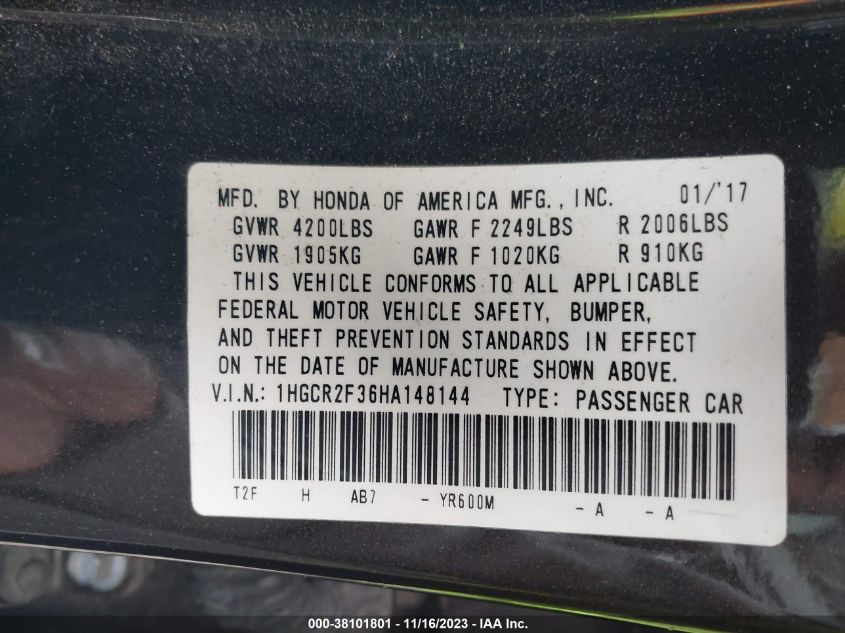 MFD. BY HONDA OF AMERICA MFG., INC. 01/'17
GVWR 4200LBS GAWR F 2249LBS R 2006LBS
GVWR 1905KG GAWR F 1020KG R 910KG
THIS VEHICLE CONFORMS TO ALL APPLICABLE
FEDERAL MOTOR VEHICLE SAFETY, BUMPER,
AND THEFT PREVENTION STANDARDS IN EFFECT
ON THE DATE OF MANUFACTURE SHOWN ABOVE.
V.I.N.: 1HGCR2F36HA148144 TYPE: PASSENGER CAR
T2F H AB7 - YR600M - A - A
000-38101801 - 11/16/2023 - IAA Inc.